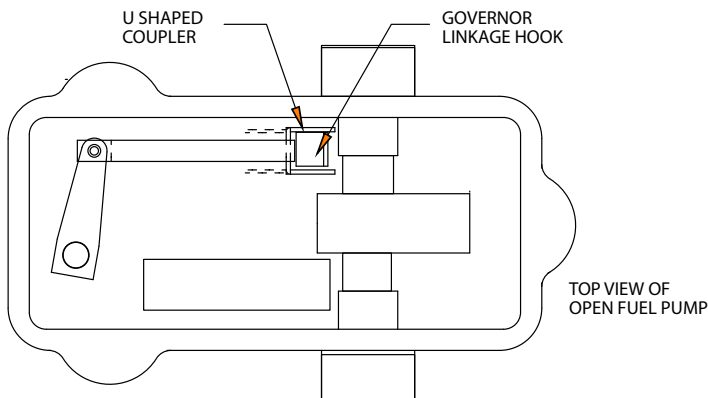 U SHAPED
COUPLER
GOVERNOR
LINKAGE HOOK
TOP VIEW OF
OPEN FUEL PUMP